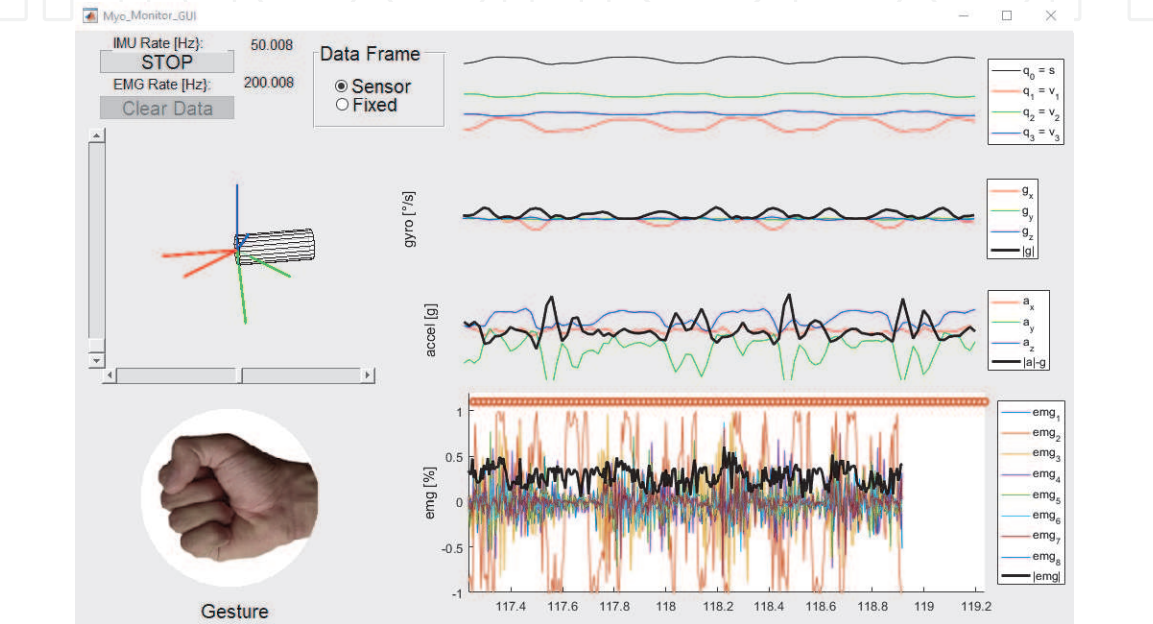 Myo_Monitor_GUI
IMU Rate [Hz]: 50.008
STOP
EMG Rate [Hz]: 200.008
Clear Data
Data Frame
Sensor
Fixed
q0 = s
q1 = v1
q2 = v2
q3 = v3
gyro [°/s]
gx
gy
gz
|g|
accel [g]
ax
ay
az
|a|-g
emg [%]
1
0.5
0
-0.5
-1
117.4 117.6 117.8 118 118.2 118.4 118.6 118.8 119 119.2
emg1
emg2
emg3
emg4
emg5
emg6
emg7
emg8
|emg|
Gesture